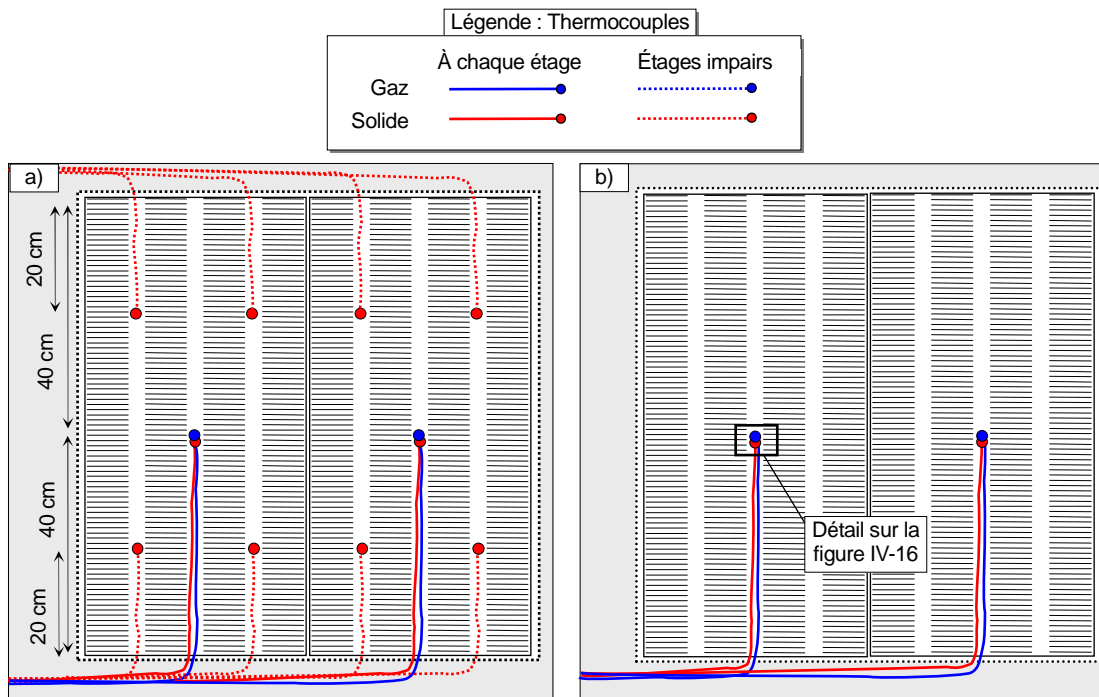 Légende : Thermocouples
À chaque étage
Étages impairs
Gaz
Solide
a)
20 cm
40 cm
40 cm
20 cm
b)
Détail sur la
figure IV-16